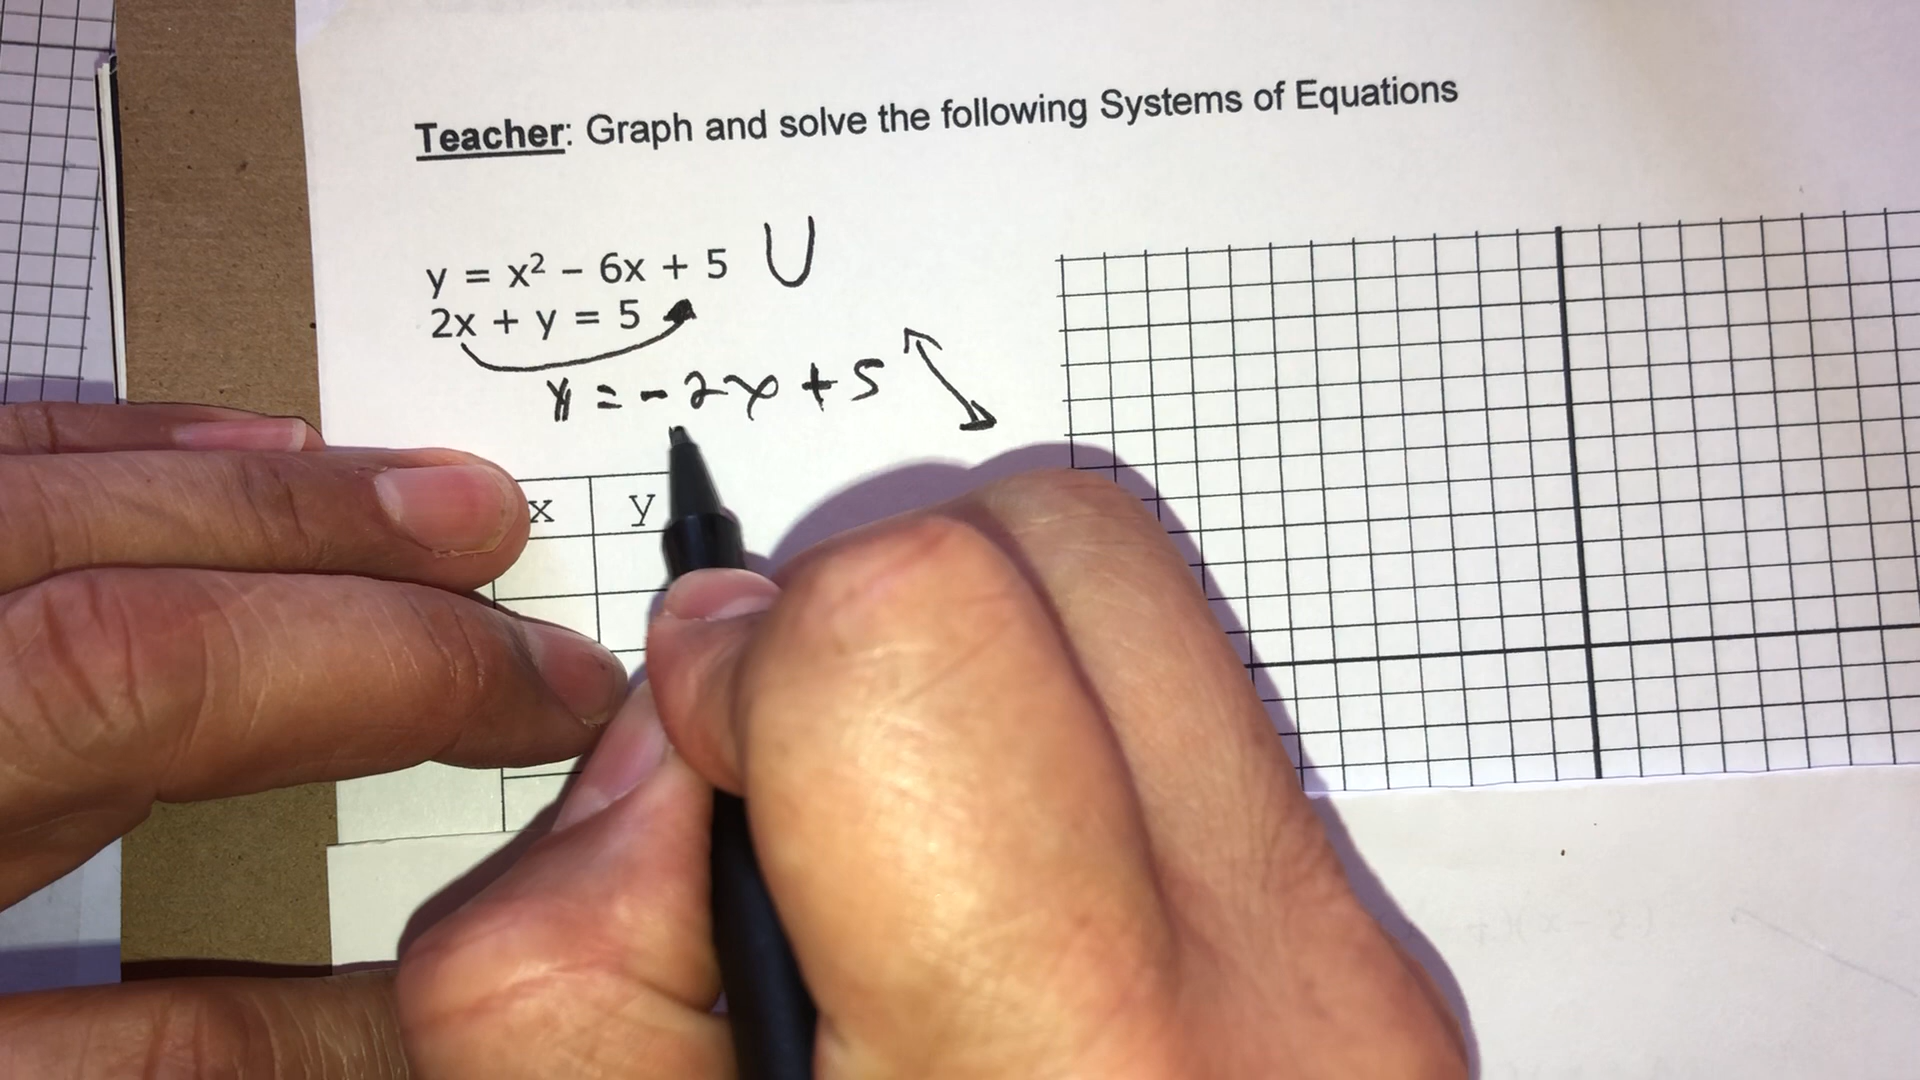 Teacher: Graph and solve the following Systems of Equations
y = x² – 6x + 5
2x + y = 5
y = -2x + 5
x y